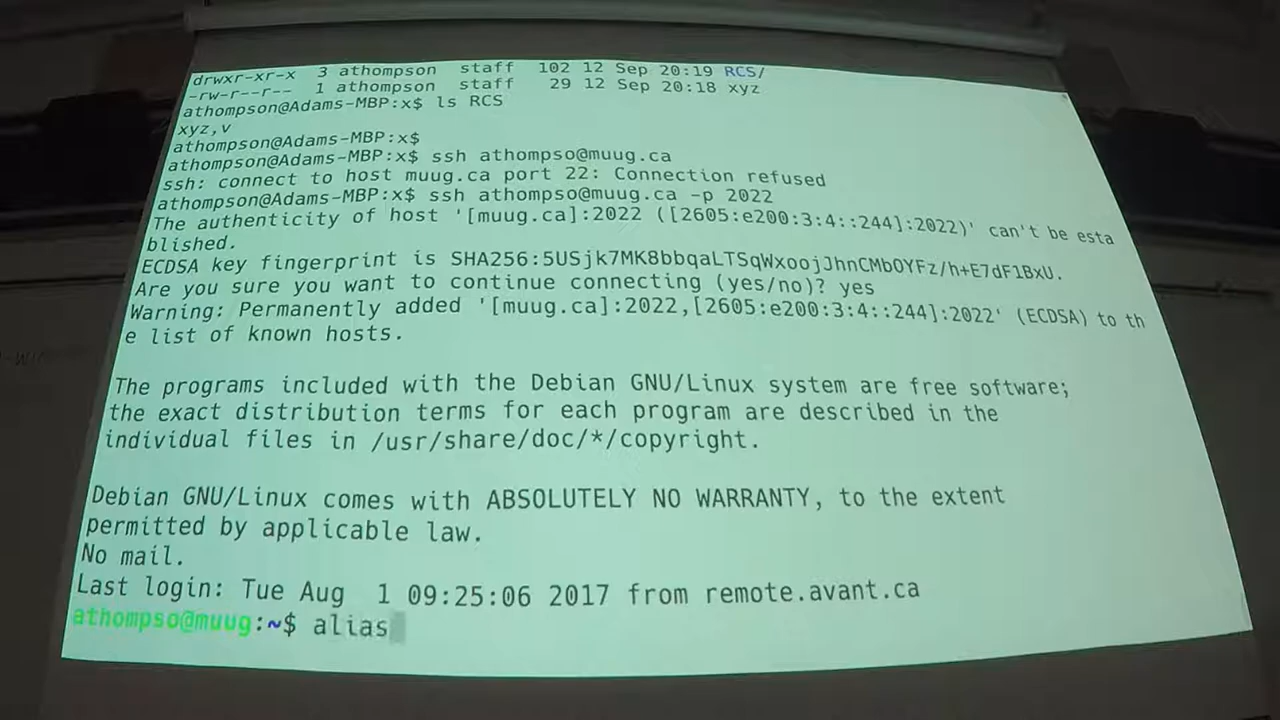 drwxr-xr-x 3 athompson staff 102 12 Sep 20:19 RCS/
-rw-r--r-- 1 athompson staff 29 12 Sep 20:18 xyz
athompson@Adams-MBP:x$ ls RCS
xyz,v
athompson@Adams-MBP:x$
athompson@Adams-MBP:x$ ssh athompso@muug.ca
ssh: connect to host muug.ca port 22: Connection refused
athompson@Adams-MBP:x$ ssh athompso@muug.ca -p 2022
The authenticity of host '[muug.ca]:2022 ([2605:e200:3:4::244]:2022)' can't be esta
blished.
ECDSA key fingerprint is SHA256:5USjk7MK8bbqaLTSqWxoojJhnCMbOYFz/h+E7dF1BxU.
Are you sure you want to continue connecting (yes/no)? yes
Warning: Permanently added '[muug.ca]:2022,[2605:e200:3:4::244]:2022' (ECDSA) to th
e list of known hosts.
The programs included with the Debian GNU/Linux system are free software;
the exact distribution terms for each program are described in the
individual files in /usr/share/doc/*/copyright.
Debian GNU/Linux comes with ABSOLUTELY NO WARRANTY, to the extent
permitted by applicable law.
No mail.
Last login: Tue Aug 1 09:25:06 2017 from remote.avant.ca
athompso@muug:~$ alias